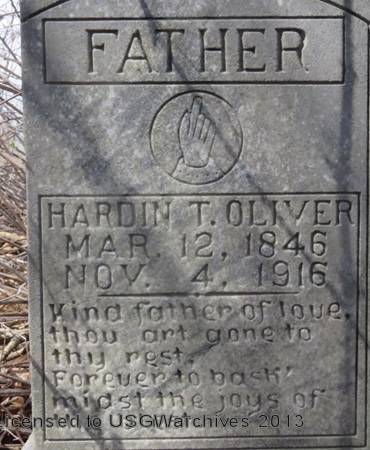 FATHER
HARDIN T. OLIVER
MAR. 12, 1846
NOV. 4, 1916
Kind father of love,
thou art gone to
thy rest.
Forever to bask'
midst the joys of
Licensed to USGWarchives 2013